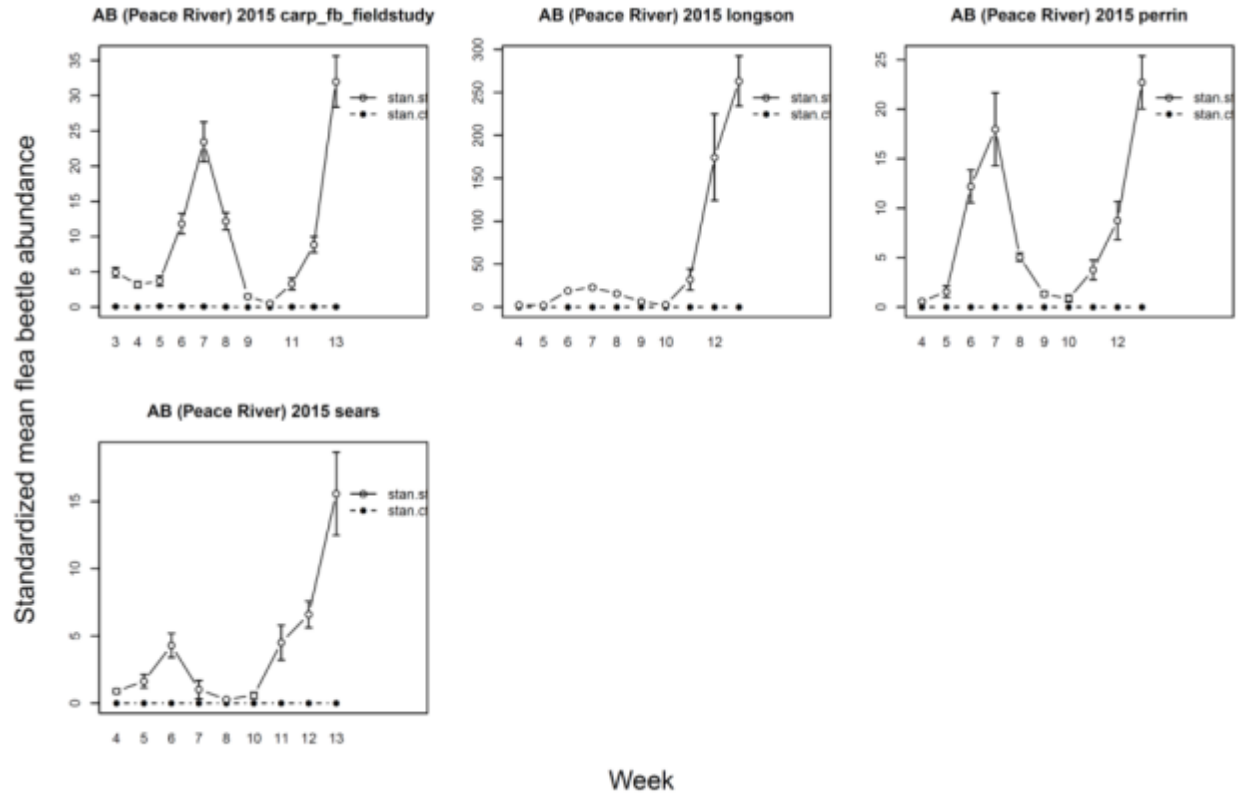 AB (Peace River) 2015 carp_fb_fieldstudy
AB (Peace River) 2015 longson
AB (Peace River) 2015 perrin
Standardized mean flea beetle abundance
35
30
25
20
15
10
5
0
stan.st
stan.ct
3 4 5 6 7 8 9 11 13
300
250
200
150
100
50
0
stan.st
stan.ct
4 5 6 7 8 9 10 12
25
20
15
10
5
0
stan.st
stan.ct
4 5 6 7 8 9 10 12
AB (Peace River) 2015 sears
15
10
5
0
stan.st
stan.ct
4 5 6 7 8 10 11 12 13
Week